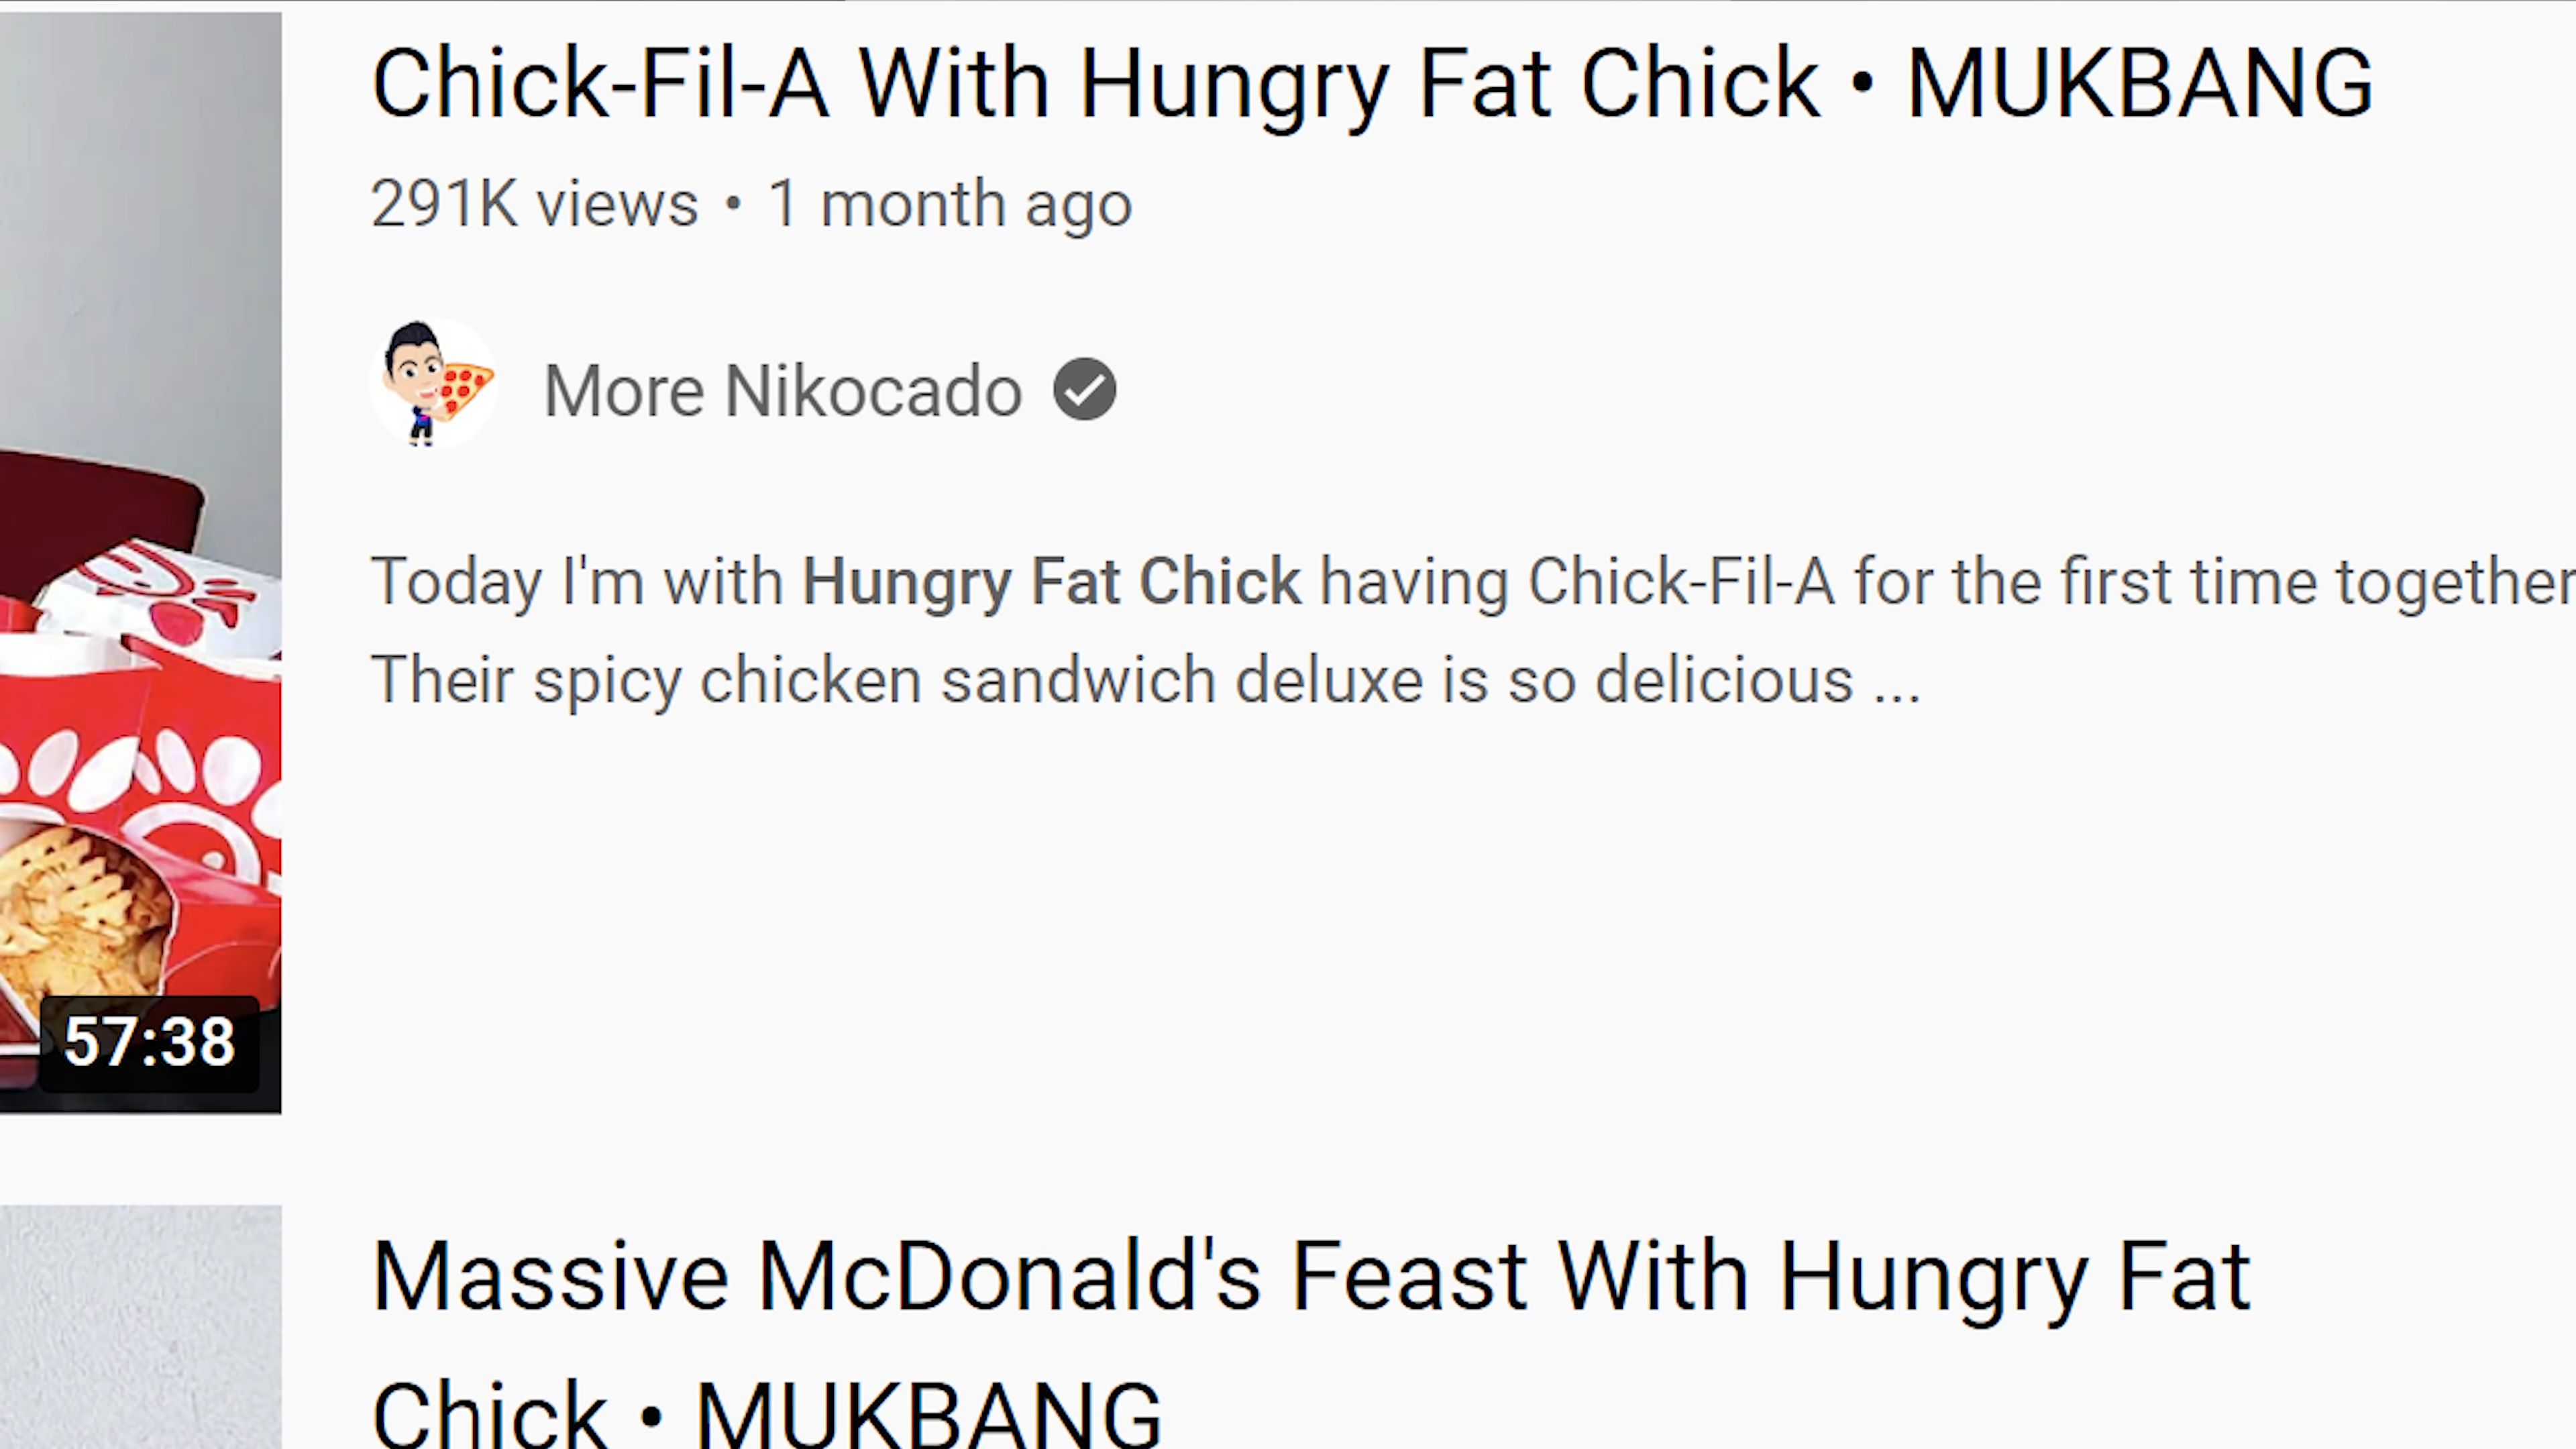 Chick-Fil-A With Hungry Fat Chick • MUKBANG
291K views • 1 month ago
More Nikocado
Today I'm with Hungry Fat Chick having Chick-Fil-A for the first time together
Their spicy chicken sandwich deluxe is so delicious ...
57:38
Massive McDonald's Feast With Hungry Fat
Chick • MUKBANG